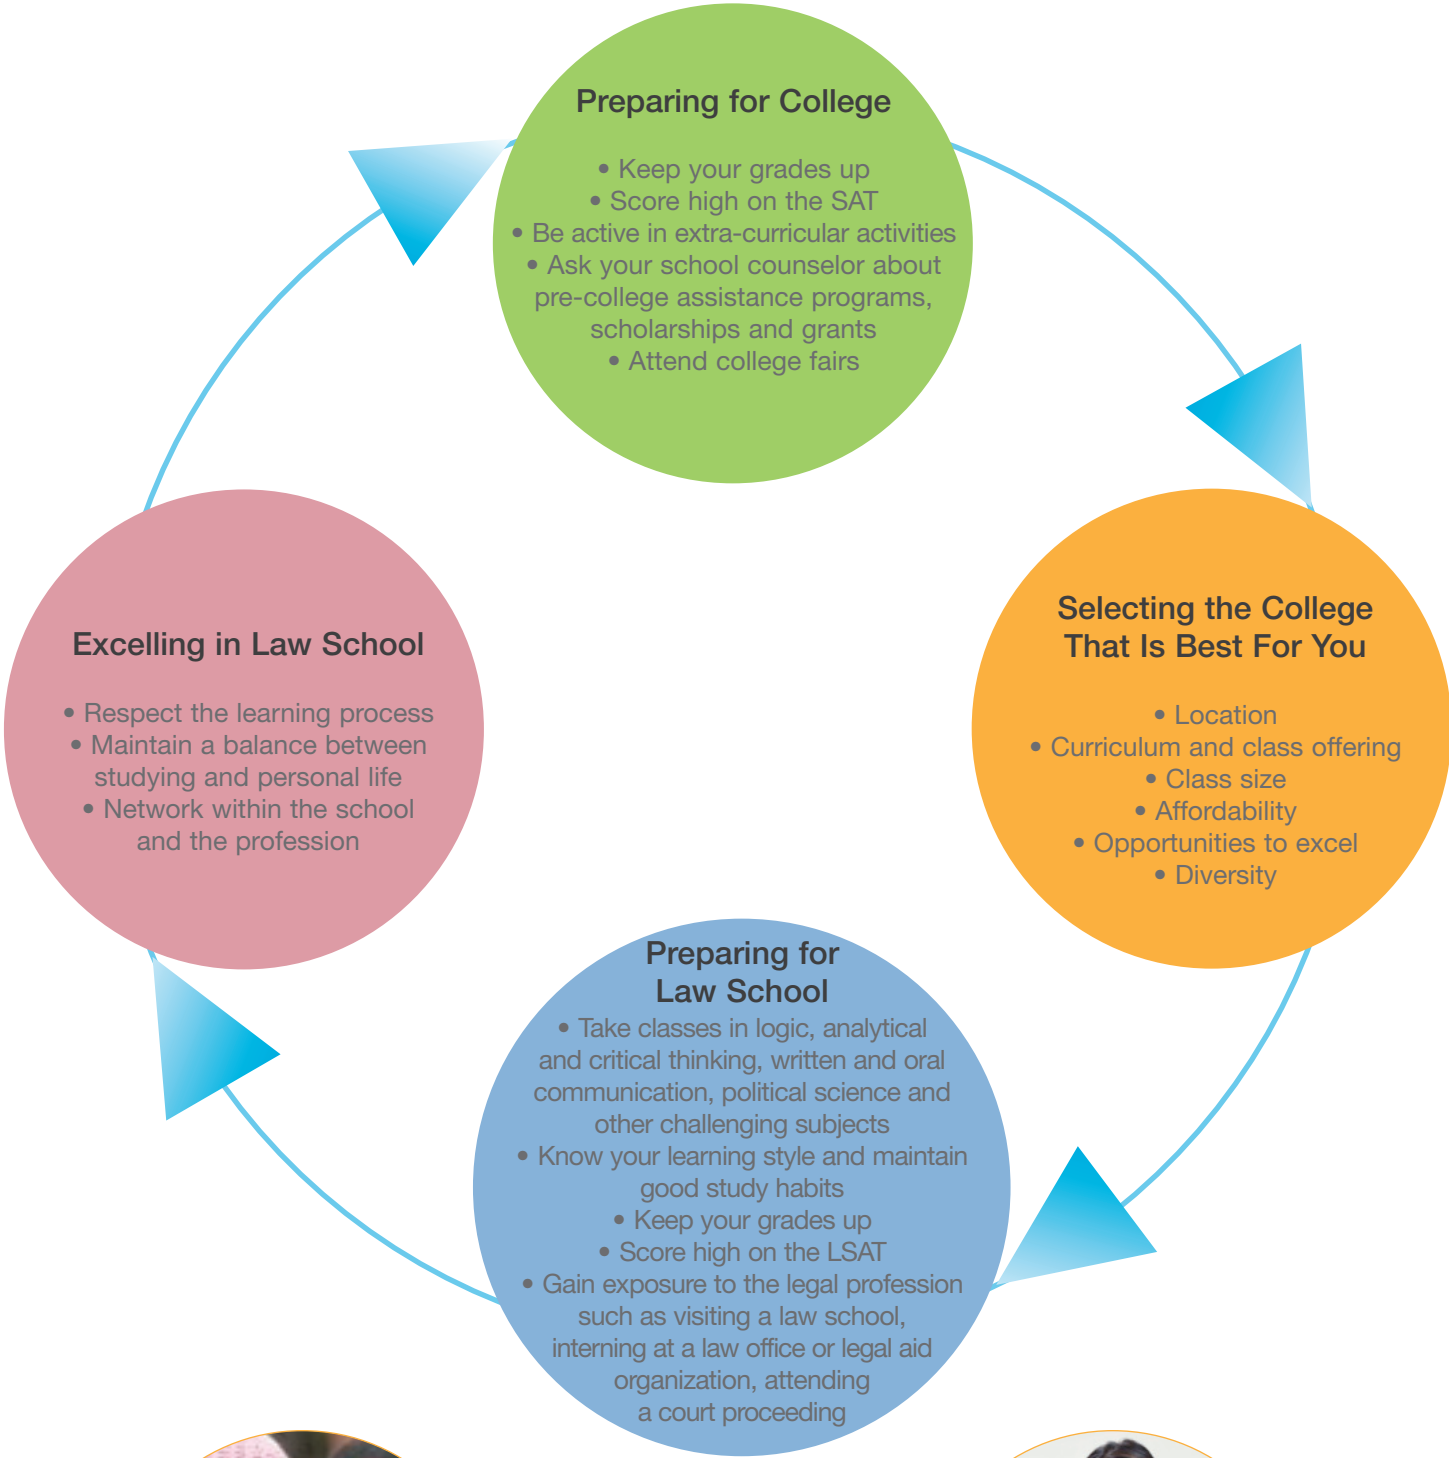 Preparing for College
• Keep your grades up
• Score high on the SAT
• Be active in extra-curricular activities
• Ask your school counselor about
pre-college assistance programs,
scholarships and grants
• Attend college fairs
Selecting the College
That Is Best For You
• Location
• Curriculum and class offering
• Class size
• Affordability
• Opportunities to excel
• Diversity
Preparing for
Law School
• Take classes in logic, analytical
and critical thinking, written and oral
communication, political science and
other challenging subjects
• Know your learning style and maintain
good study habits
• Keep your grades up
• Score high on the LSAT
• Gain exposure to the legal profession
such as visiting a law school,
interning at a law office or legal aid
organization, attending
a court proceeding
Excelling in Law School
• Respect the learning process
• Maintain a balance between
studying and personal life
• Network within the school
and the profession